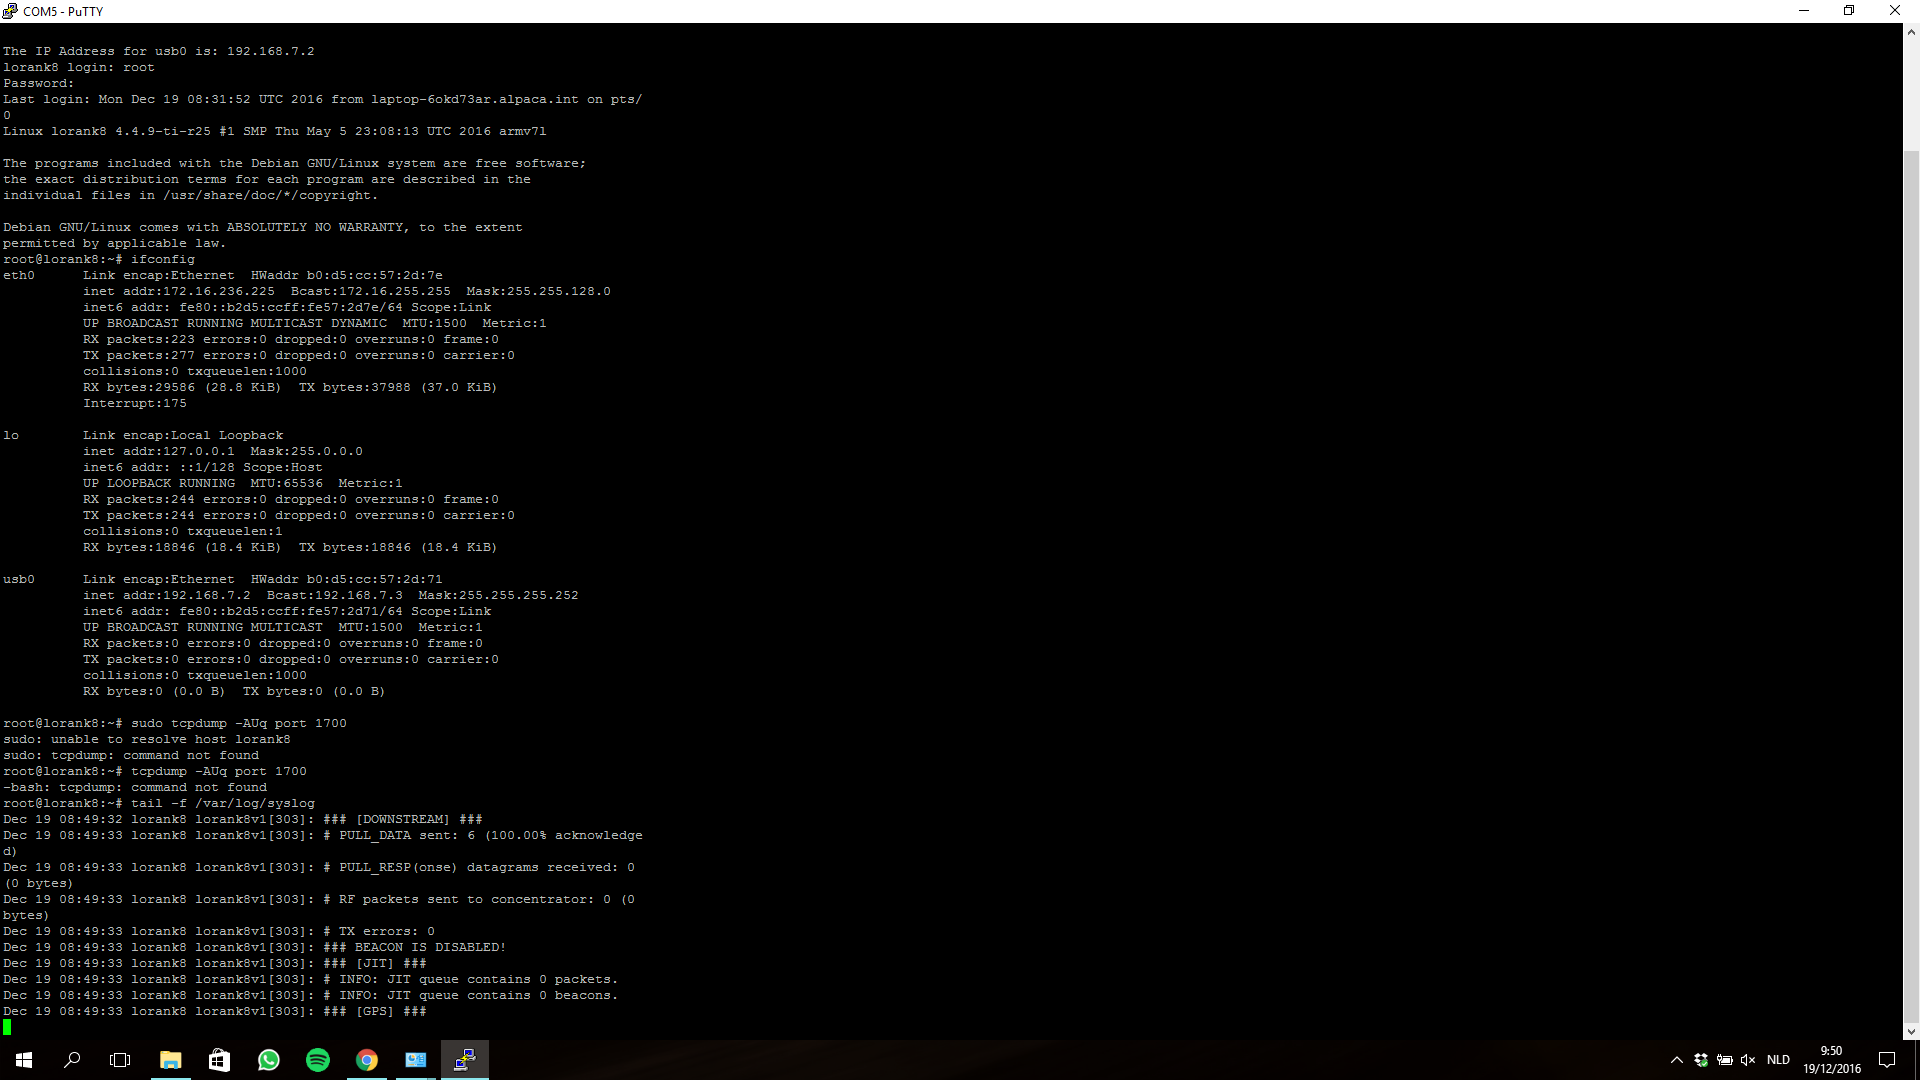 COM5 - PuTTY
The IP Address for usb0 is: 192.168.7.2
lorank8 login: root
Password:
Last login: Mon Dec 19 08:31:52 UTC 2016 from laptop-6okd73ar.alpaca.int on pts/
0
Linux lorank8 4.4.9-ti-r25 #1 SMP Thu May 5 23:08:13 UTC 2016 armv7l
The programs included with the Debian GNU/Linux system are free software;
the exact distribution terms for each program are described in the
individual files in /usr/share/doc/*/copyright.
Debian GNU/Linux comes with ABSOLUTELY NO WARRANTY, to the extent
permitted by applicable law.
root@lorank8:~# ifconfig
eth0      Link encap:Ethernet  HWaddr b0:d5:cc:57:2d:7e
inet addr:172.16.236.225  Bcast:172.16.255.255  Mask:255.255.128.0
inet6 addr: fe80::b2d5:ccff:fe57:2d7e/64 Scope:Link
UP BROADCAST RUNNING MULTICAST DYNAMIC  MTU:1500  Metric:1
RX packets:223 errors:0 dropped:0 overruns:0 frame:0
TX packets:277 errors:0 dropped:0 overruns:0 carrier:0
collisions:0 txqueuelen:1000
RX bytes:29586 (28.8 KiB)  TX bytes:37988 (37.0 KiB)
Interrupt:175
lo        Link encap:Local Loopback
inet addr:127.0.0.1  Mask:255.0.0.0
inet6 addr: ::1/128 Scope:Host
UP LOOPBACK RUNNING  MTU:65536  Metric:1
RX packets:244 errors:0 dropped:0 overruns:0 frame:0
TX packets:244 errors:0 dropped:0 overruns:0 carrier:0
collisions:0 txqueuelen:1
RX bytes:18846 (18.4 KiB)  TX bytes:18846 (18.4 KiB)
usb0      Link encap:Ethernet  HWaddr b0:d5:cc:57:2d:71
inet addr:192.168.7.2  Bcast:192.168.7.3  Mask:255.255.255.252
inet6 addr: fe80::b2d5:ccff:fe57:2d71/64 Scope:Link
UP BROADCAST RUNNING MULTICAST  MTU:1500  Metric:1
RX packets:0 errors:0 dropped:0 overruns:0 frame:0
TX packets:0 errors:0 dropped:0 overruns:0 carrier:0
collisions:0 txqueuelen:1000
RX bytes:0 (0.0 B)  TX bytes:0 (0.0 B)
root@lorank8:~# sudo tcpdump -AUq port 1700
sudo: unable to resolve host lorank8
sudo: tcpdump: command not found
root@lorank8:~# tcpdump -AUq port 1700
-bash: tcpdump: command not found
root@lorank8:~# tail -f /var/log/syslog
Dec 19 08:49:32 lorank8 lorank8v1[303]: ### [DOWNSTREAM] ###
Dec 19 08:49:33 lorank8 lorank8v1[303]: # PULL_DATA sent: 6 (100.00% acknowledge
d)
Dec 19 08:49:33 lorank8 lorank8v1[303]: # PULL_RESP(onse) datagrams received: 0
(0 bytes)
Dec 19 08:49:33 lorank8 lorank8v1[303]: # RF packets sent to concentrator: 0 (0
bytes)
Dec 19 08:49:33 lorank8 lorank8v1[303]: # TX errors: 0
Dec 19 08:49:33 lorank8 lorank8v1[303]: ### BEACON IS DISABLED!
Dec 19 08:49:33 lorank8 lorank8v1[303]: ### [JIT] ###
Dec 19 08:49:33 lorank8 lorank8v1[303]: # INFO: JIT queue contains 0 packets.
Dec 19 08:49:33 lorank8 lorank8v1[303]: # INFO: JIT queue contains 0 beacons.
Dec 19 08:49:33 lorank8 lorank8v1[303]: ### [GPS] ###
NLD
9:50
19/12/2016